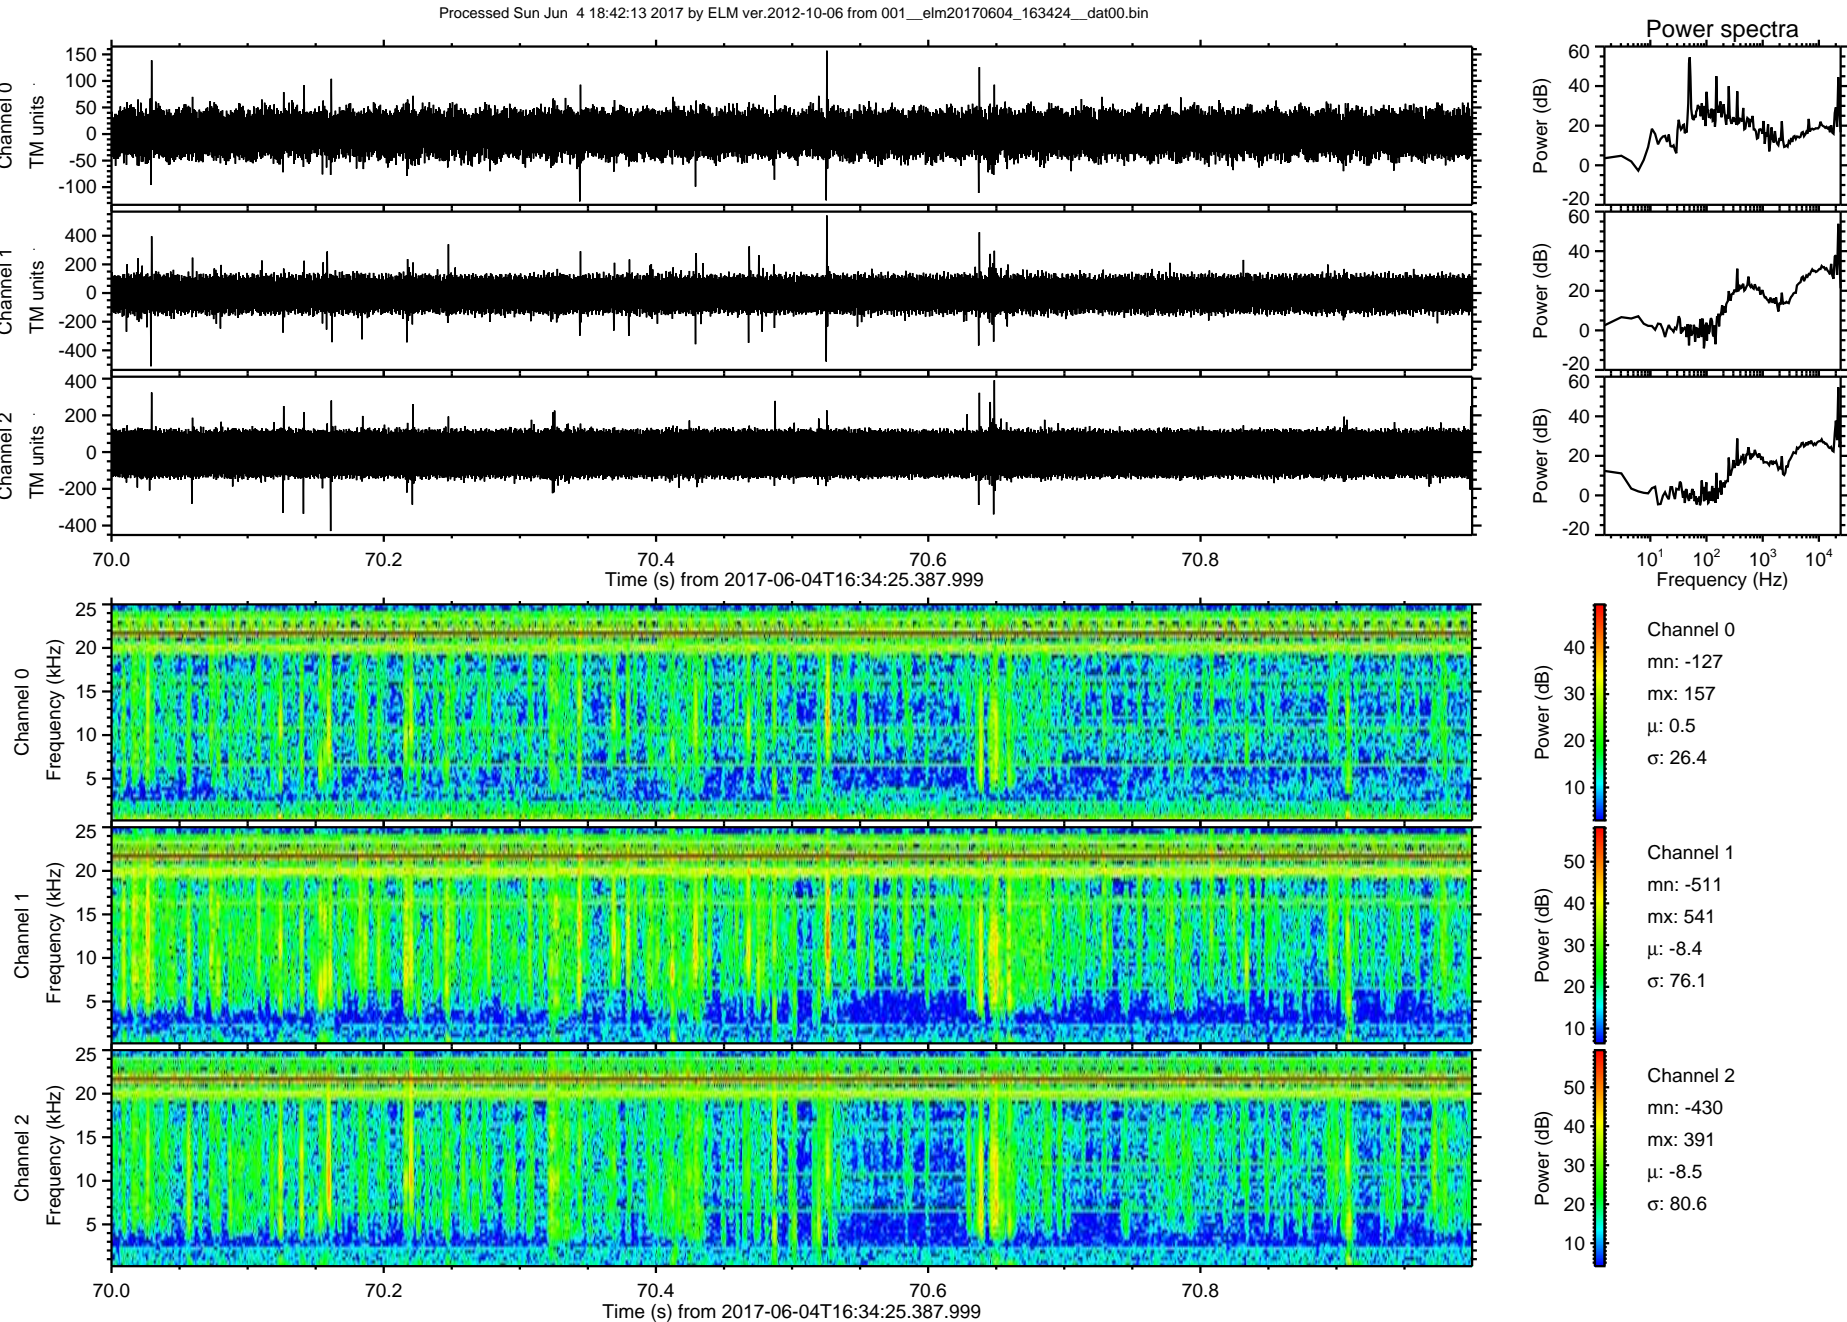 Processed Sun Jun  4 18:42:13 2017 by ELM ver.2012-10-06 from 001__elm20170604_163424__dat00.bin
Power spectra
Channel 0
TM units
150
100
50
0
-50
-100
Power (dB)
60
40
20
0
-20
Channel 1
TM units
400
200
0
-200
-400
Power (dB)
60
40
20
0
-20
Channel 2
TM units
400
200
0
-200
-400
Power (dB)
60
40
20
0
-20
70.0 70.2 70.4 70.6 70.8
Time (s) from 2017-06-04T16:34:25.387.999
10¹ 10² 10³ 10⁴
Frequency (Hz)
Channel 0
Frequency (kHz)
25
20
15
10
5
Power (dB)
40
30
20
10
Channel 0
mn: -127
mx: 157
μ: 0.5
σ: 26.4
Channel 1
Frequency (kHz)
25
20
15
10
5
Power (dB)
50
40
30
20
10
Channel 1
mn: -511
mx: 541
μ: -8.4
σ: 76.1
Channel 2
Frequency (kHz)
25
20
15
10
5
Power (dB)
50
40
30
20
10
Channel 2
mn: -430
mx: 391
μ: -8.5
σ: 80.6
70.0 70.2 70.4 70.6 70.8
Time (s) from 2017-06-04T16:34:25.387.999